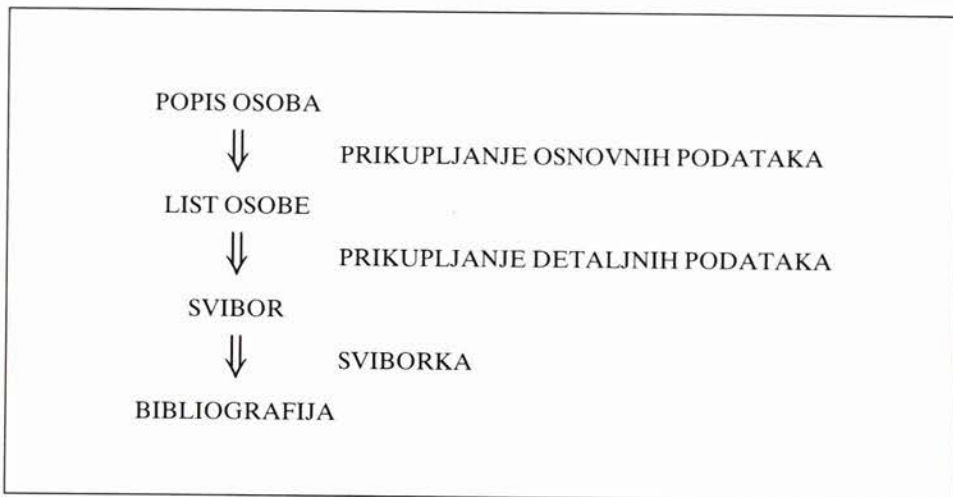 POPIS OSOBA
PRIKUPLJANJE OSNOVNIH PODATAKA
LIST OSOBE
PRIKUPLJANJE DETALJNIH PODATAKA
SVIBOR
SVIBORKA
BIBLIOGRAFIJA